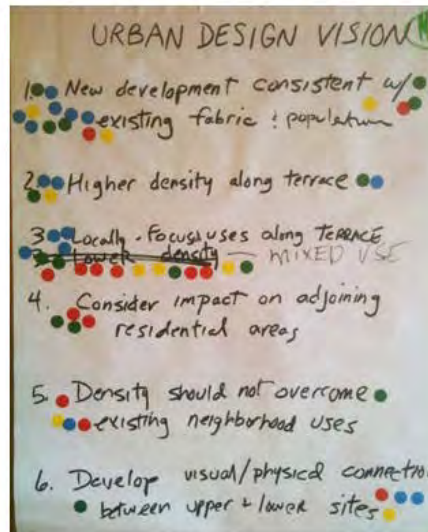 URBAN DESIGN VISION
1. New development consistent w/
existing fabric & population
2. Higher density along terrace
3 Locally-Focus uses along TERRACE
Lower density — MIXED USE
4. Consider impact on adjoining
residential areas
5. Density should not overcome
existing neighborhood uses
6. Develop visual/physical connection
between upper & lower sites